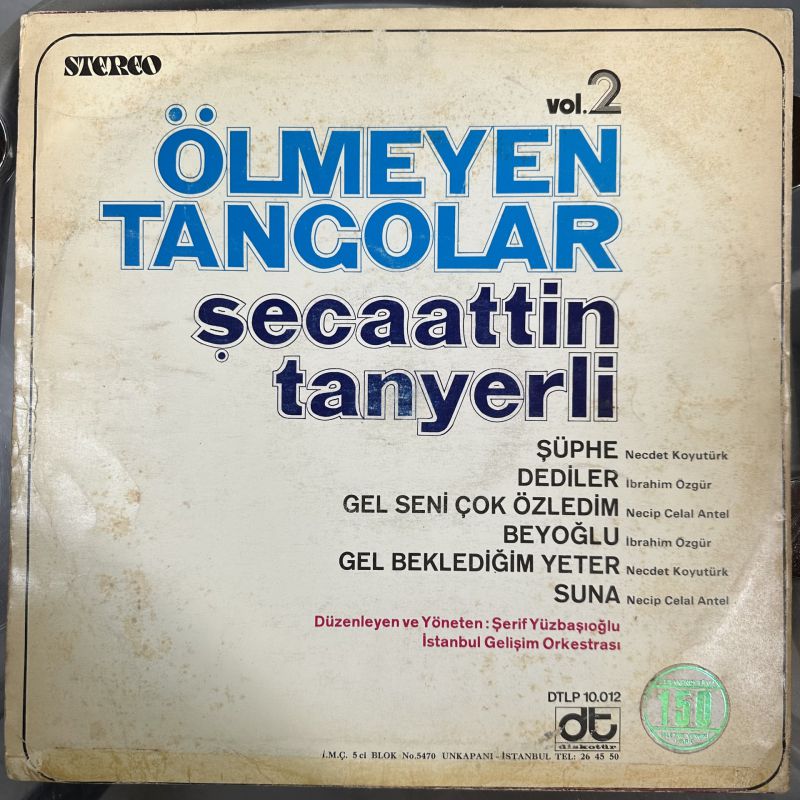 STEREO
vol.2
ÖLMEYEN
TANGOLAR
şecaattin
tanyerli
ŞÜPHE Necdet Koyutürk
DEDİLER İbrahim Özgür
GEL SENİ ÇOK ÖZLEDİM Necip Celal Antel
BEYOĞLU İbrahim Özgür
GEL BEKLEDİĞİM YETER Necdet Koyutürk
SUNA Necip Celal Antel
Düzenleyen ve Yöneten : Şerif Yüzbaşıoğlu
İstanbul Gelişim Orkestrası
DTLP 10.012
dt
diskotür
150
İ.M.Ç. 5 ci BLOK No.5470 UNKAPANI - İSTANBUL TEL: 26 45 50